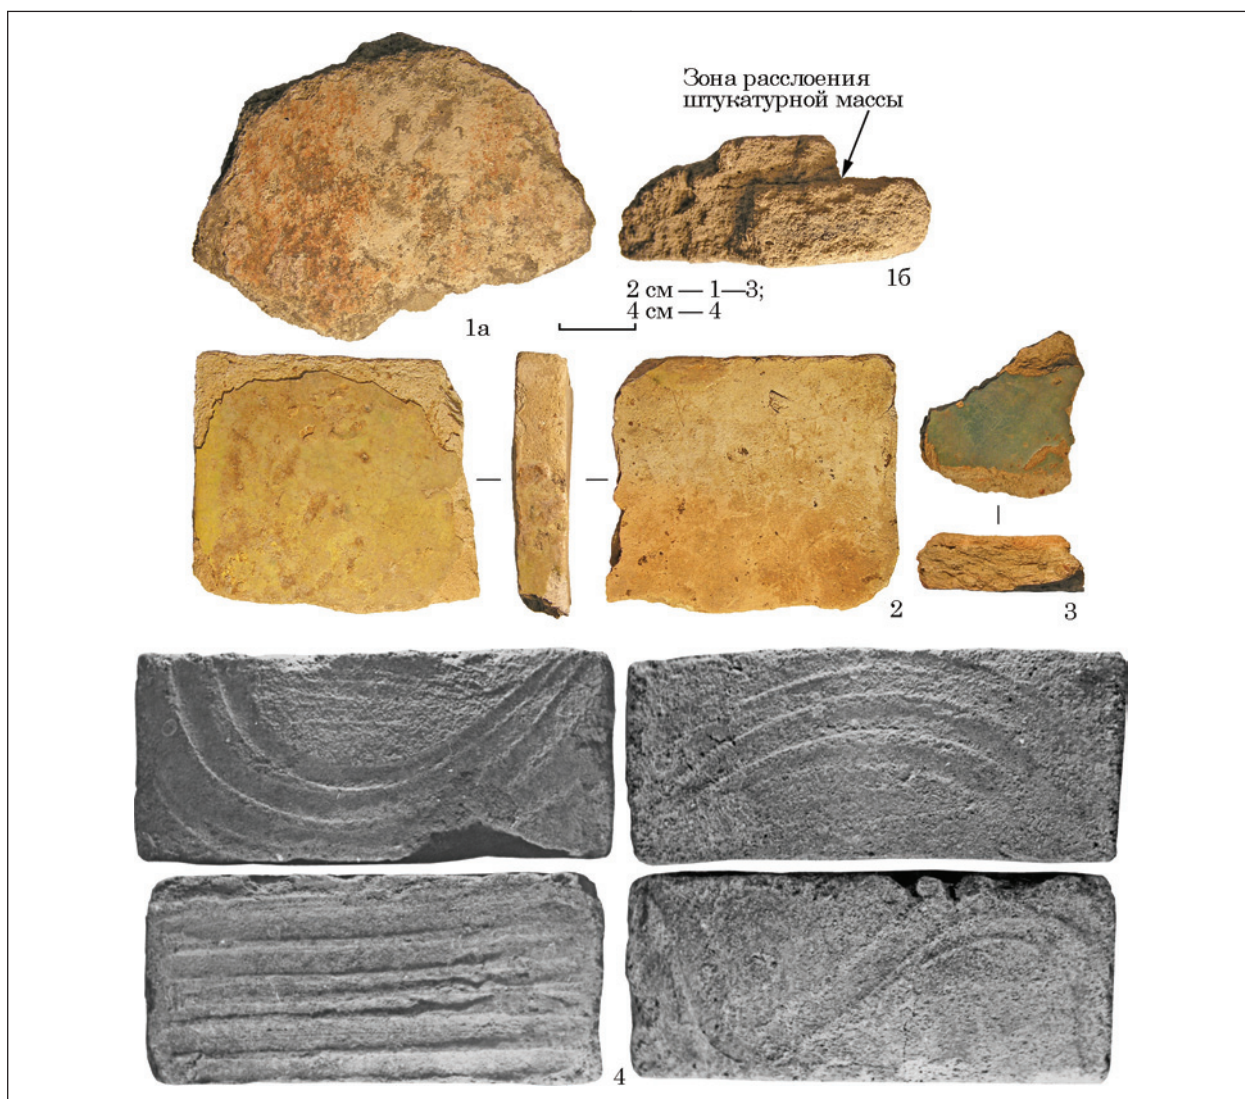 Зона расслоения
штукатурной массы
1а
1б
2 см — 1—3;
4 см — 4
2
3
4